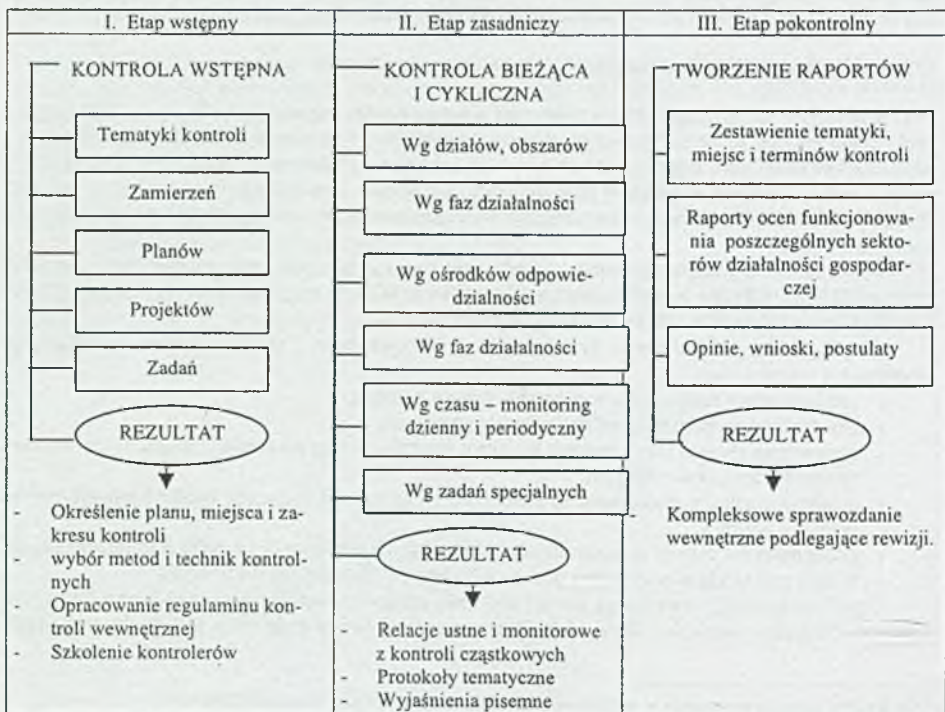 I. Etap wstępny
KONTROLA WSTĘPNA
Tematyki kontroli
Zamierzeń
Planów
Projektów
Zadań
REZULTAT
- Określenie planu, miejsca i za-
kresu kontroli
- wybór metod i technik kontrol-
nych
- Opracowanie regulaminu kon-
troli wewnętrznej
- Szkolenie kontrolerów
II. Etap zasadniczy
KONTROLA BIEŻĄCA
I CYKLICZNA
Wg działów, obszarów
Wg faz działalności
Wg ośrodków odpowie-
dzialności
Wg faz działalności
Wg czasu – monitoring
dzienny i periodyczny
Wg zadań specjalnych
REZULTAT
- Relacje ustne i monitorowe
z kontroli cząstkowych
- Protokoły tematyczne
- Wyjaśnienia pisemne
III. Etap pokontrolny
TWORZENIE RAPORTÓW
Zestawienie tematyki,
miejsc i terminów kontroli
Raporty ocen funkcjonowa-
nia poszczególnych sekto-
rów działalności gospodar-
czej
Opinie, wnioski, postulaty
REZULTAT
- Kompleksowe sprawozdanie
wewnętrzne podlegające rewizji.